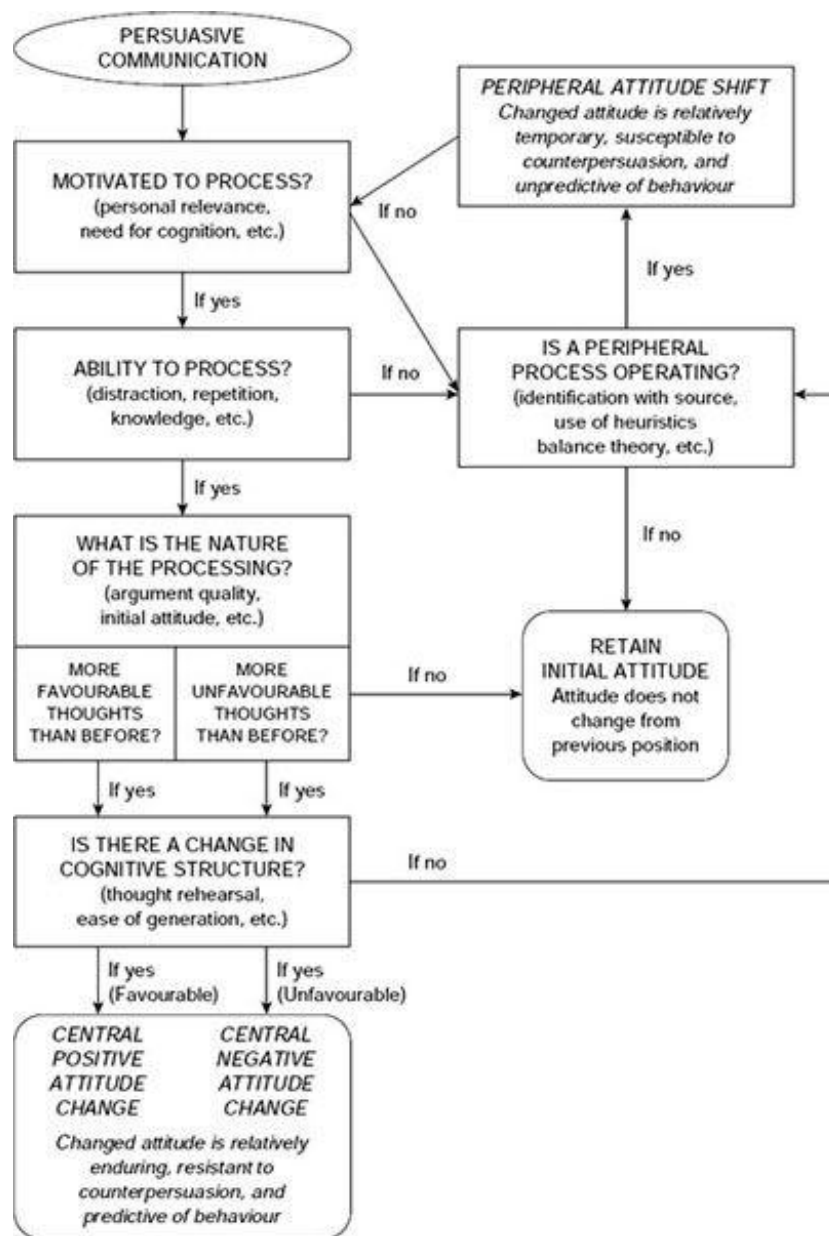 PERSUASIVE
COMMUNICATION
PERIPHERAL ATTITUDE SHIFT
Changed attitude is relatively
temporary, susceptible to
counterpersuasion, and
unpredictive of behaviour
MOTIVATED TO PROCESS?
(personal relevance,
need for cognition, etc.)
If no
If yes
If yes
ABILITY TO PROCESS?
(distraction, repetition,
knowledge, etc.)
If no
IS A PERIPHERAL
PROCESS OPERATING?
(identification with source,
use of heuristics
balance theory, etc.)
If yes
If no
WHAT IS THE NATURE
OF THE PROCESSING?
(argument quality,
initial attitude, etc.)
MORE
FAVOURABLE
THOUGHTS
THAN BEFORE?
MORE
UNFAVOURABLE
THOUGHTS
THAN BEFORE?
If no
RETAIN
INITIAL ATTITUDE
Attitude does not
change from
previous position
If yes
If yes
IS THERE A CHANGE IN
COGNITIVE STRUCTURE?
(thought rehearsal,
ease of generation, etc.)
If no
If yes
(Favourable)
If yes
(Unfavourable)
CENTRAL
POSITIVE
ATTITUDE
CHANGE
CENTRAL
NEGATIVE
ATTITUDE
CHANGE
Changed attitude is relatively
enduring, resistant to
counterpersuasion, and
predictive of behaviour